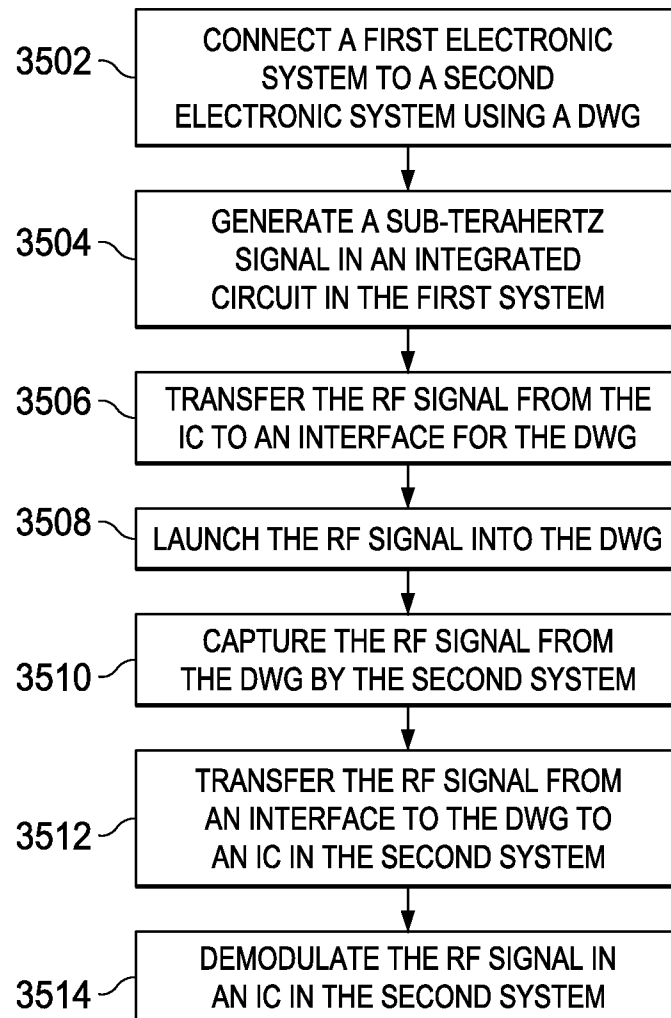 3502
CONNECT A FIRST ELECTRONIC
SYSTEM TO A SECOND
ELECTRONIC SYSTEM USING A DWG
3504
GENERATE A SUB-TERAHERTZ
SIGNAL IN AN INTEGRATED
CIRCUIT IN THE FIRST SYSTEM
3506
TRANSFER THE RF SIGNAL FROM THE
IC TO AN INTERFACE FOR THE DWG
3508
LAUNCH THE RF SIGNAL INTO THE DWG
3510
CAPTURE THE RF SIGNAL FROM
THE DWG BY THE SECOND SYSTEM
3512
TRANSFER THE RF SIGNAL FROM
AN INTERFACE TO THE DWG TO
AN IC IN THE SECOND SYSTEM
3514
DEMODULATE THE RF SIGNAL IN
AN IC IN THE SECOND SYSTEM